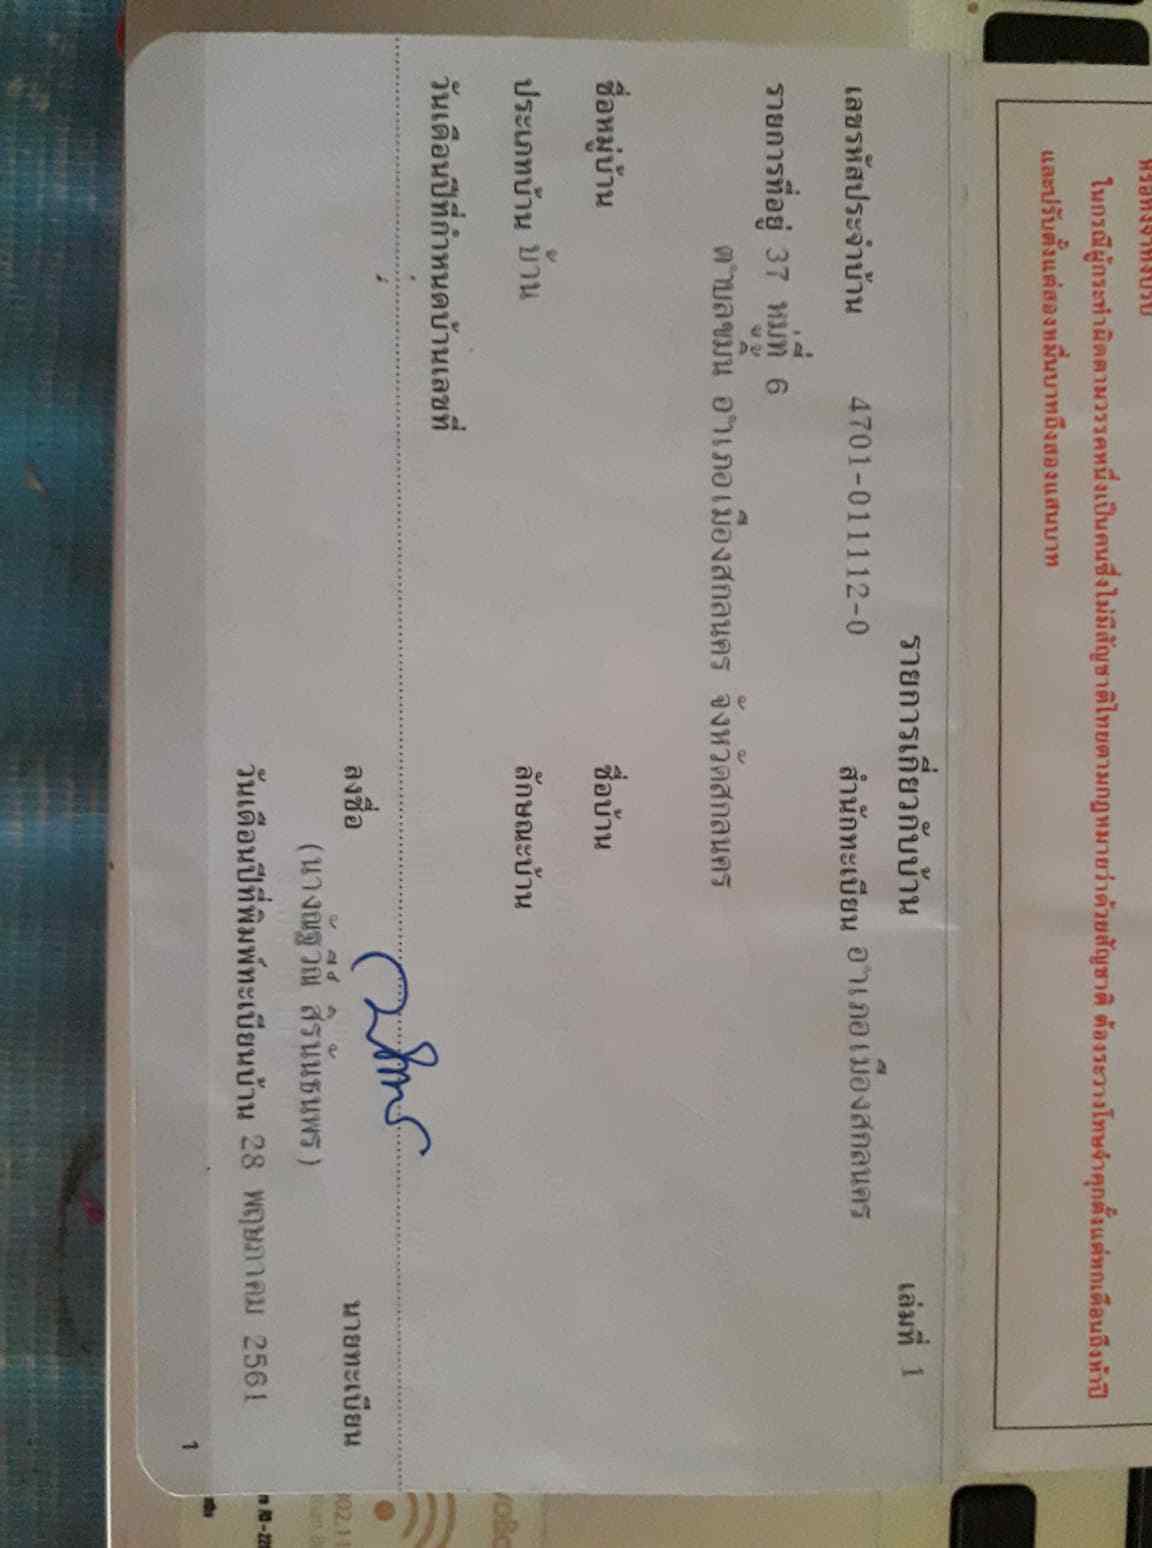 ในกรณีผู้กระทำผิดตามวรรคหนึ่งเป็นคนซึ่งไม่มีสัญชาติไทยตามกฎหมายว่าด้วยสัญชาติ ต้องระวางโทษจำคุกตั้งแต่หกเดือนถึงห้าปี
และปรับตั้งแต่สองหมื่นบาทถึงสองแสนบาท
รายการเกี่ยวกับบ้าน เล่มที่ 1
เลขรหัสประจำบ้าน 4701-011112-0 สำนักทะเบียน อำเภอเมืองสกลนคร
รายการที่อยู่ 37 หมู่ที่ 6
ตำบลขมิ้น อำเภอเมืองสกลนคร จังหวัดสกลนคร
ชื่อหมู่บ้าน ชื่อบ้าน
ประเภทบ้าน บ้าน ลักษณะบ้าน
วันเดือนปีที่กำหนดบ้านเลขที่
ลงชื่อ นายทะเบียน
(นางณัฐวีณ์ สิรนันธนพร)
วันเดือนปีที่พิมพ์ทะเบียนบ้าน 28 พฤษภาคม 2561
1